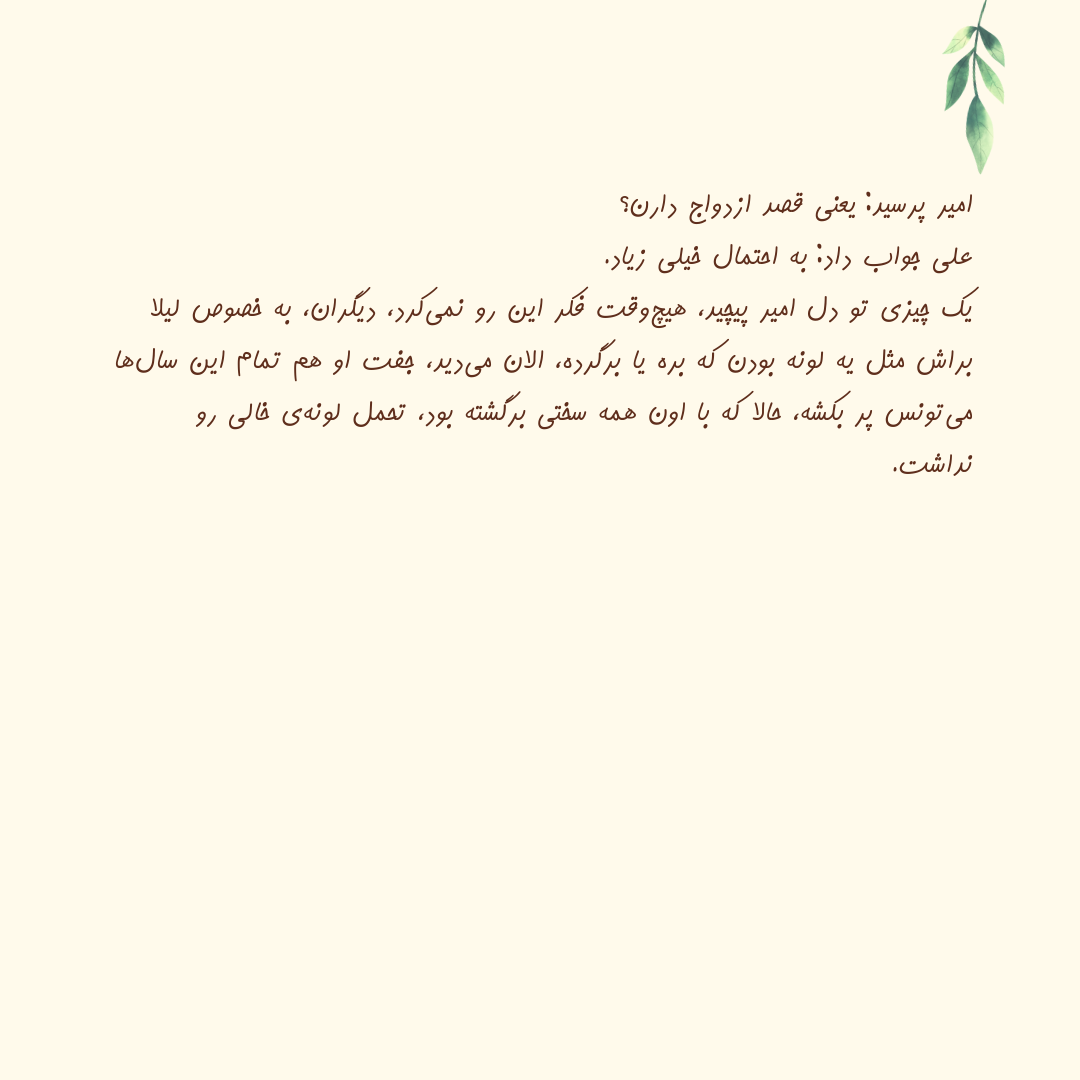 امیر پرسید: یعنی قصد ازدواج دارن؟
علی جواب داد: به احتمال خیلی زیاد.
یک چیزی تو دل امیر پیچید، هیچ‌وقت فکر این رو نمی‌کرد، دیگران، به خصوص لیلا
براش مثل یه لونه بودن که بره یا برگرده، الان می‌دید، جفت او هم تمام این سال‌ها
می‌تونس پر بکشه، حالا که با اون همه سختی برگشته بود، تحمل لونه‌ی خالی رو
نداشت.